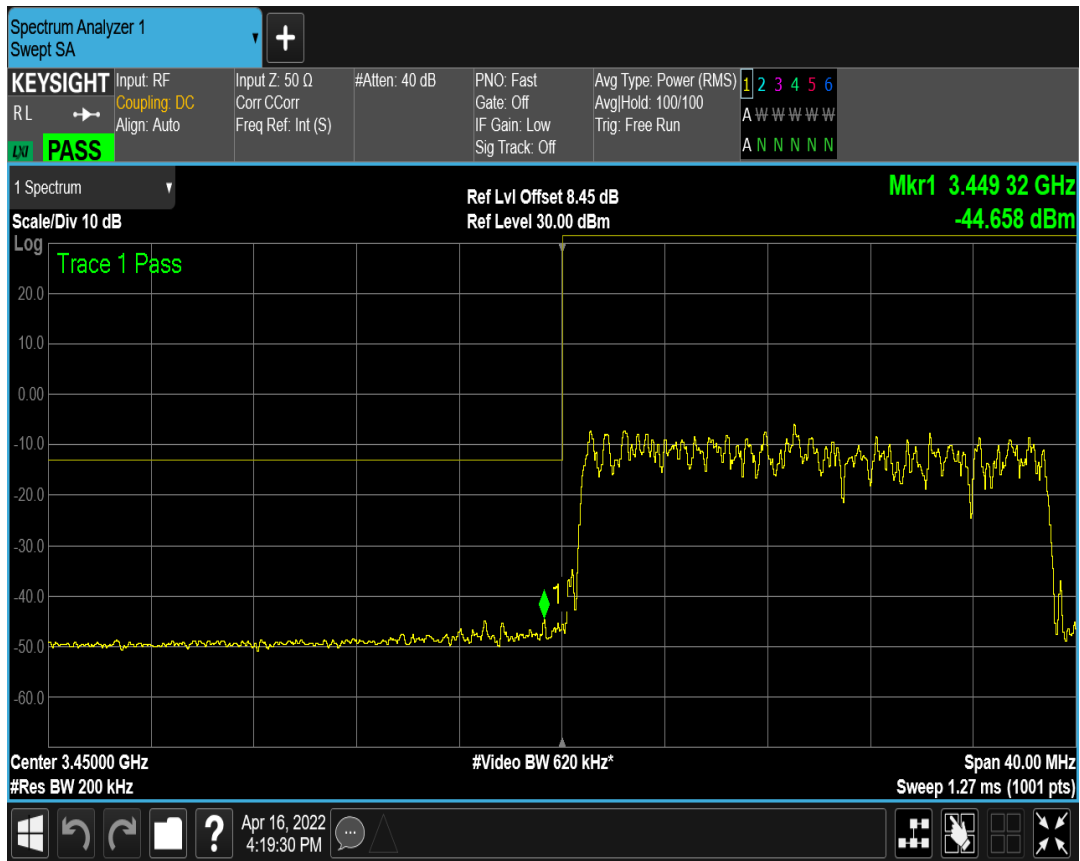 Spectrum Analyzer 1
Swept SA
+
KEYSIGHT
RL
LXI PASS
Input: RF
Coupling: DC
Align: Auto
Input Z: 50 Ω
Corr CCorr
Freq Ref: Int (S)
#Atten: 40 dB
PNO: Fast
Gate: Off
IF Gain: Low
Sig Track: Off
Avg Type: Power (RMS)
Avg|Hold: 100/100
Trig: Free Run
1 2 3 4 5 6
A W W W W W
A N N N N N
1 Spectrum
Scale/Div 10 dB
Ref Lvl Offset 8.45 dB
Ref Level 30.00 dBm
Mkr1 3.449 32 GHz
-44.658 dBm
Log
Trace 1 Pass
20.0
10.0
0.00
-10.0
-20.0
-30.0
-40.0
1
-50.0
-60.0
Center 3.45000 GHz
#Video BW 620 kHz*
Span 40.00 MHz
#Res BW 200 kHz
Sweep 1.27 ms (1001 pts)
?
Apr 16, 2022
4:19:30 PM